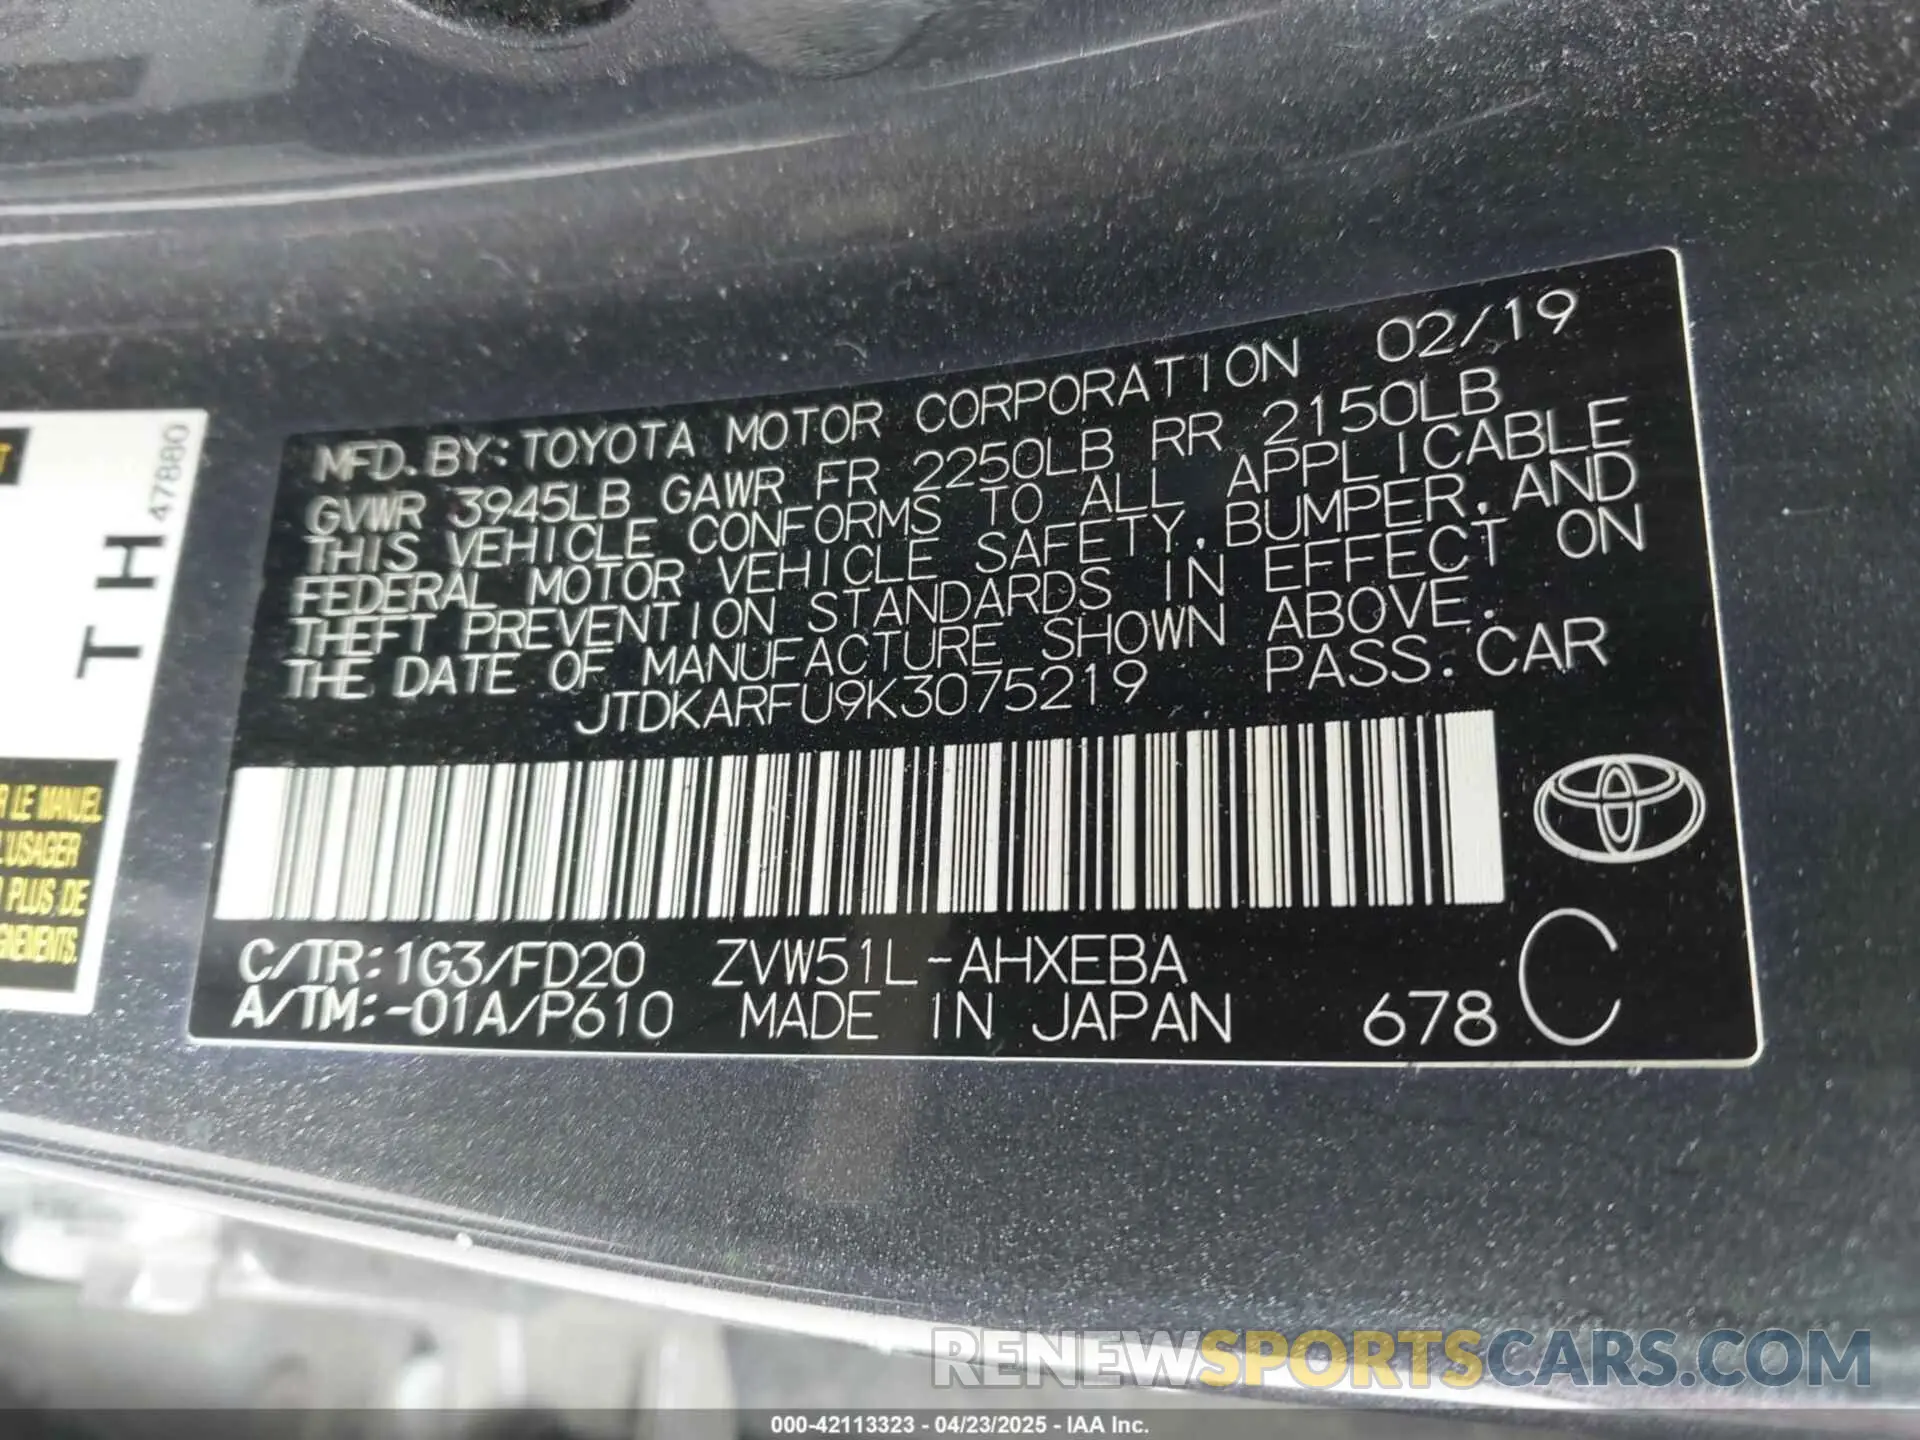 MFD. BY: TOYOTA MOTOR CORPORATION 02/19
GVWR 3945LB GAWR FR 2250LB RR 2150LB
THIS VEHICLE CONFORMS TO ALL APPLICABLE
FEDERAL MOTOR VEHICLE SAFETY, BUMPER, AND
THEFT PREVENTION STANDARDS IN EFFECT ON
THE DATE OF MANUFACTURE SHOWN ABOVE.
JTDKARFU9K3075219 PASS. CAR
C/TR: 1G3/FD20 ZVW51L-AHXEBA
A/TM: -01A/P610 MADE IN JAPAN 678 C
T H
47880
R LE MANUEL
L'USAGER
PLUS DE
GNEMENTS.
RENEWSPORTSCARS.COM
000-42113323 - 04/23/2025 - IAA Inc.